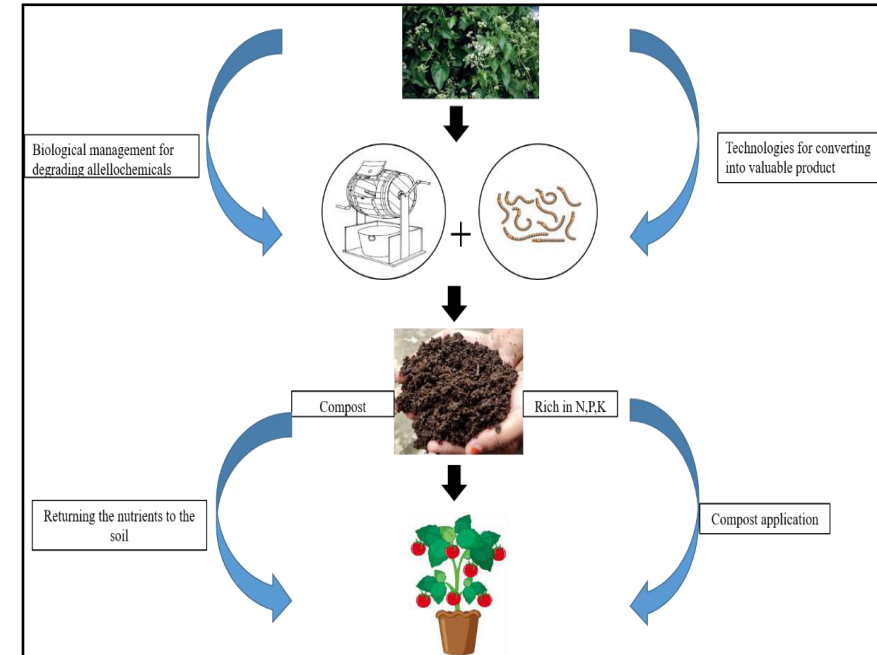 Biological management for
degrading allellochemicals
Technologies for converting
into valuable product
+
Compost
Rich in N,P,K
Returning the nutrients to the
soil
Compost application